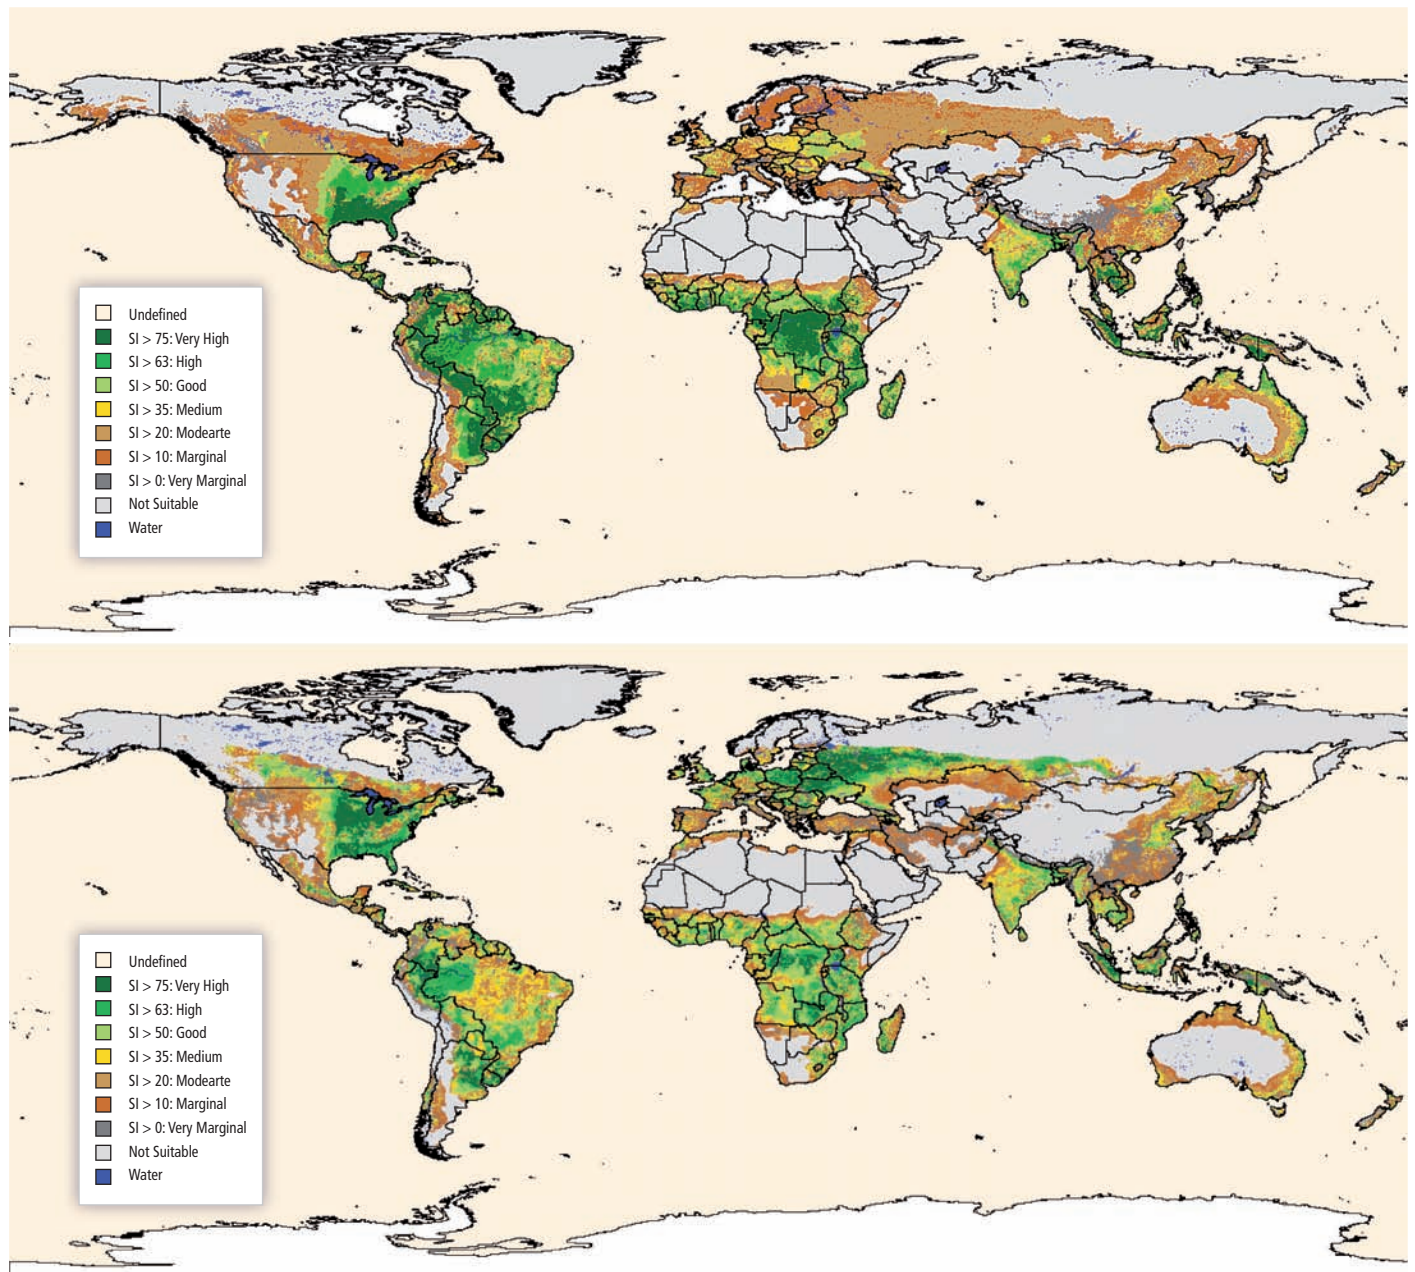 Undefined
SI > 75: Very High
SI > 63: High
SI > 50: Good
SI > 35: Medium
SI > 20: Modearte
SI > 10: Marginal
SI > 0: Very Marginal
Not Suitable
Water
Undefined
SI > 75: Very High
SI > 63: High
SI > 50: Good
SI > 35: Medium
SI > 20: Modearte
SI > 10: Marginal
SI > 0: Very Marginal
Not Suitable
Water